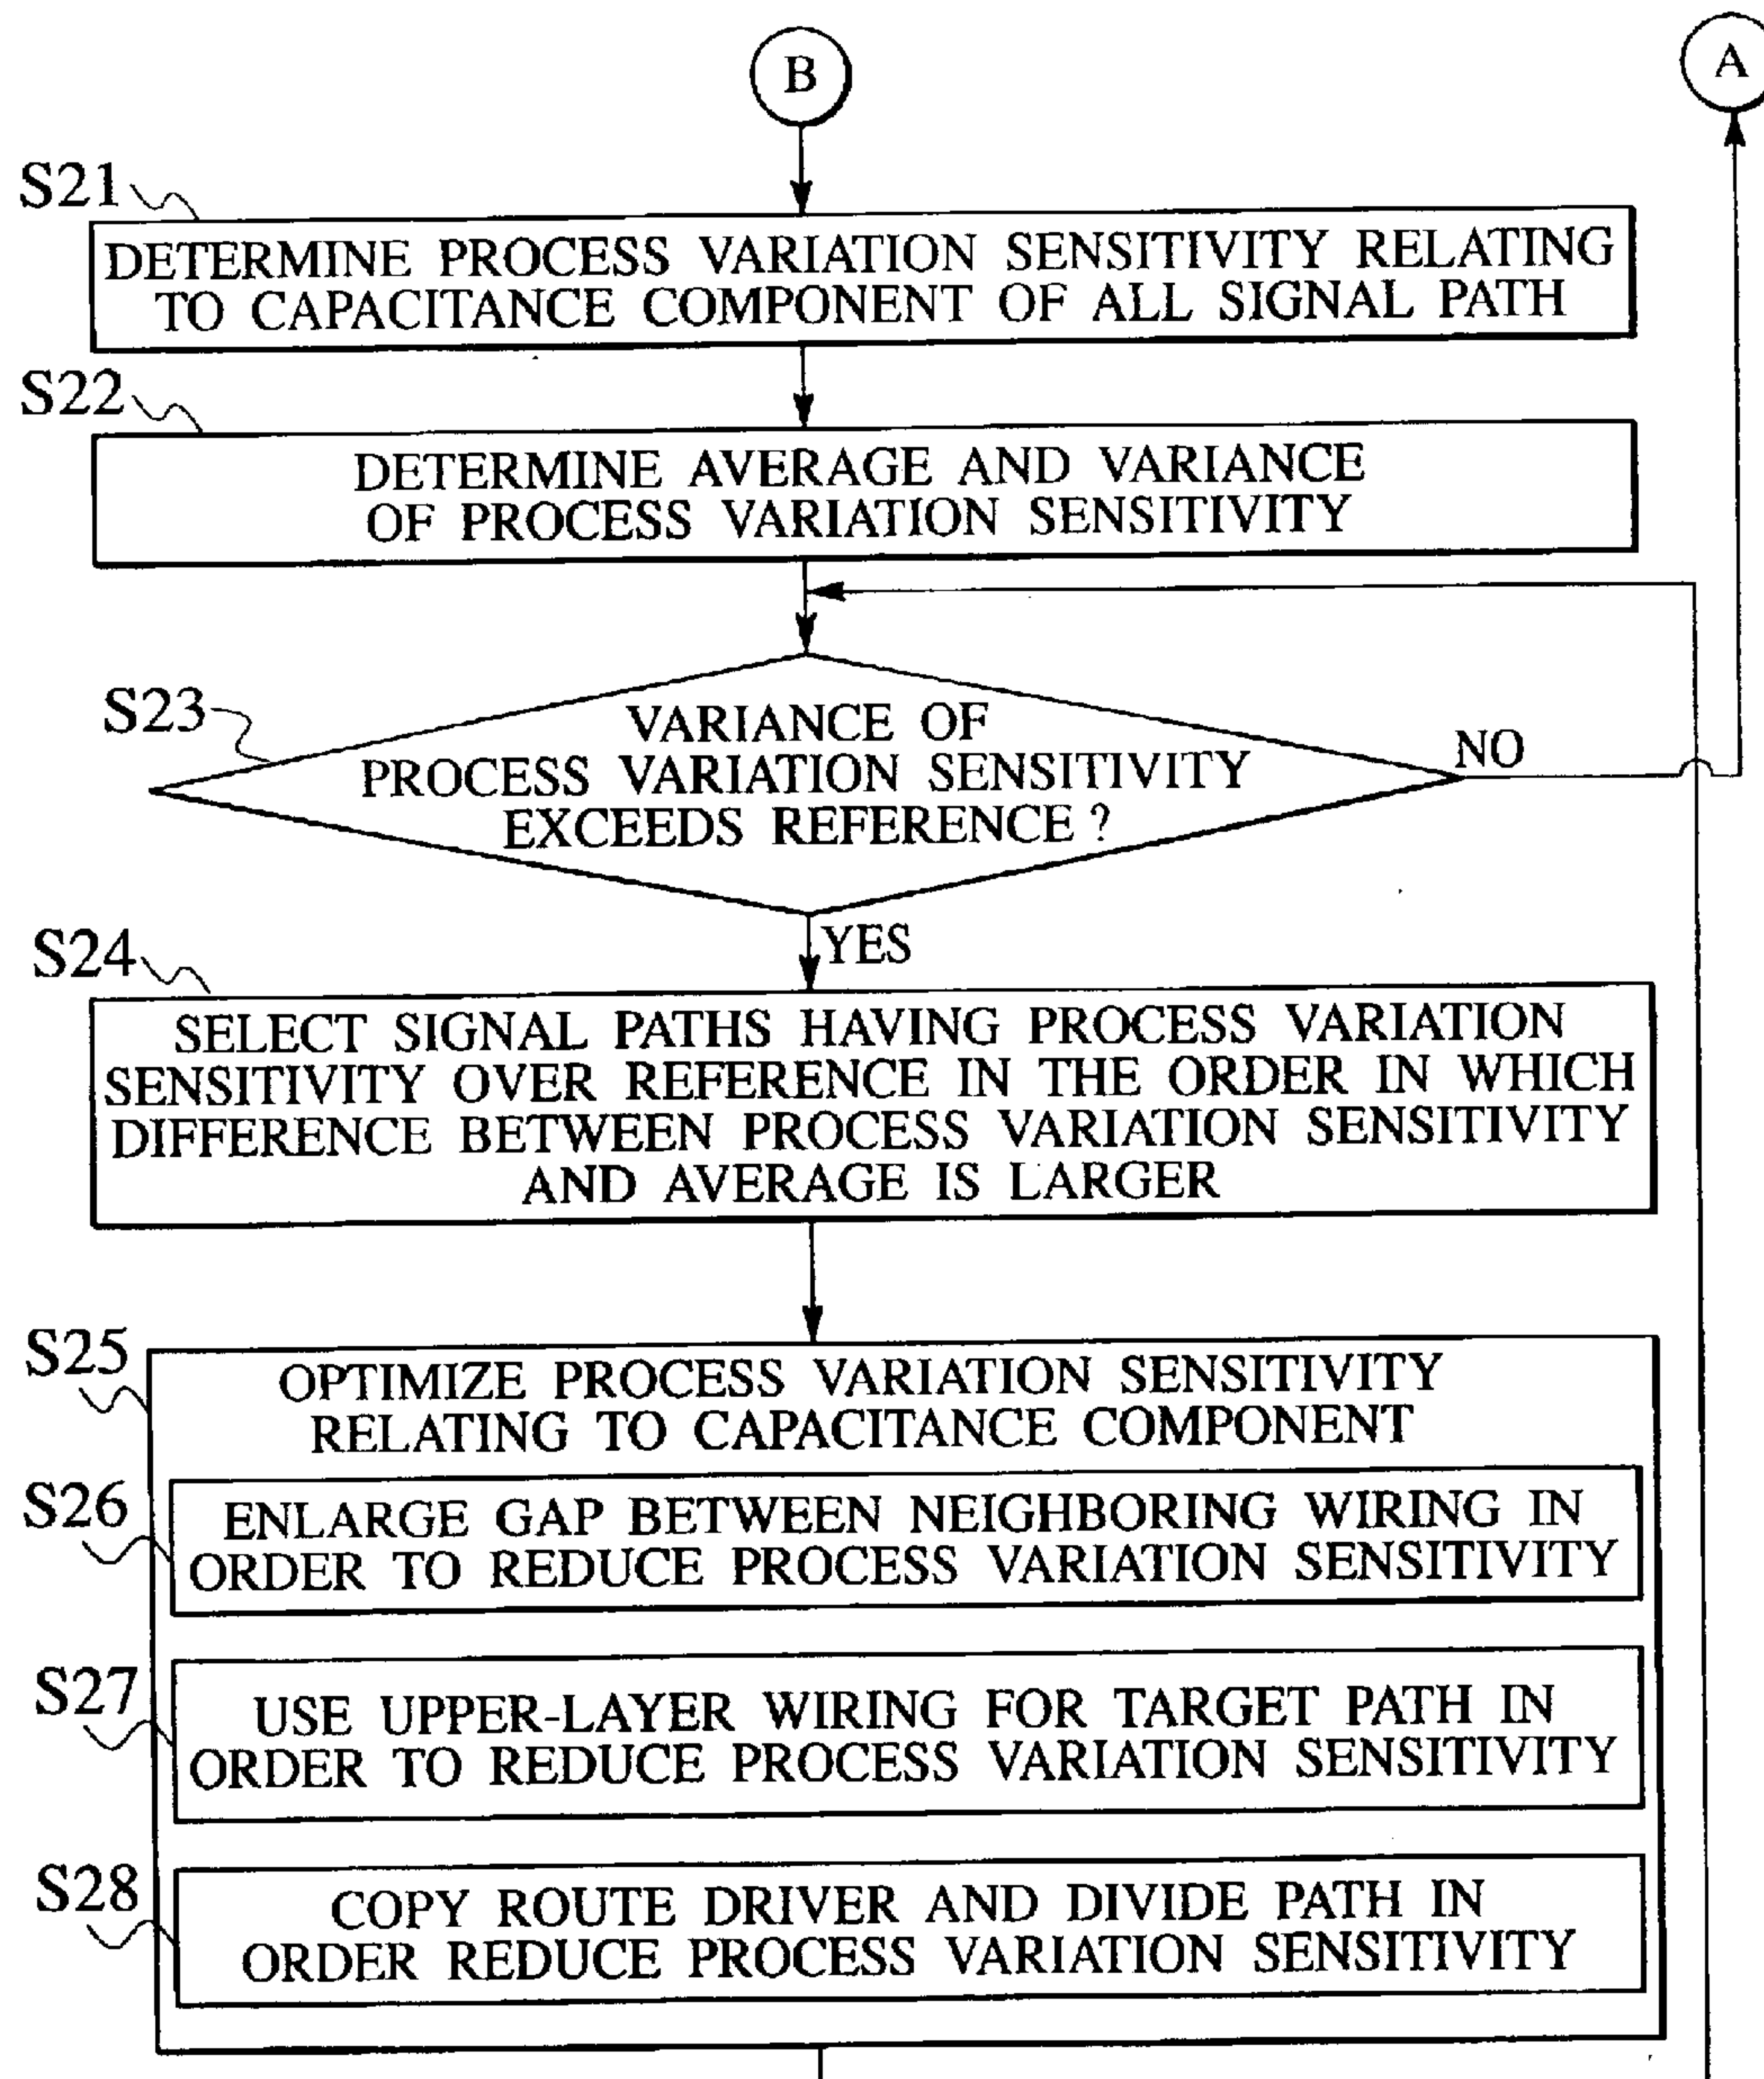 B
A
S21
DETERMINE PROCESS VARIATION SENSITIVITY RELATING
TO CAPACITANCE COMPONENT OF ALL SIGNAL PATH
S22
DETERMINE AVERAGE AND VARIANCE
OF PROCESS VARIATION SENSITIVITY
S23
VARIANCE OF
PROCESS VARIATION SENSITIVITY
EXCEEDS REFERENCE ?
NO
YES
S24
SELECT SIGNAL PATHS HAVING PROCESS VARIATION
SENSITIVITY OVER REFERENCE IN THE ORDER IN WHICH
DIFFERENCE BETWEEN PROCESS VARIATION SENSITIVITY
AND AVERAGE IS LARGER
S25
OPTIMIZE PROCESS VARIATION SENSITIVITY
RELATING TO CAPACITANCE COMPONENT
S26
ENLARGE GAP BETWEEN NEIGHBORING WIRING IN
ORDER TO REDUCE PROCESS VARIATION SENSITIVITY
S27
USE UPPER-LAYER WIRING FOR TARGET PATH IN
ORDER TO REDUCE PROCESS VARIATION SENSITIVITY
S28
COPY ROUTE DRIVER AND DIVIDE PATH IN
ORDER REDUCE PROCESS VARIATION SENSITIVITY